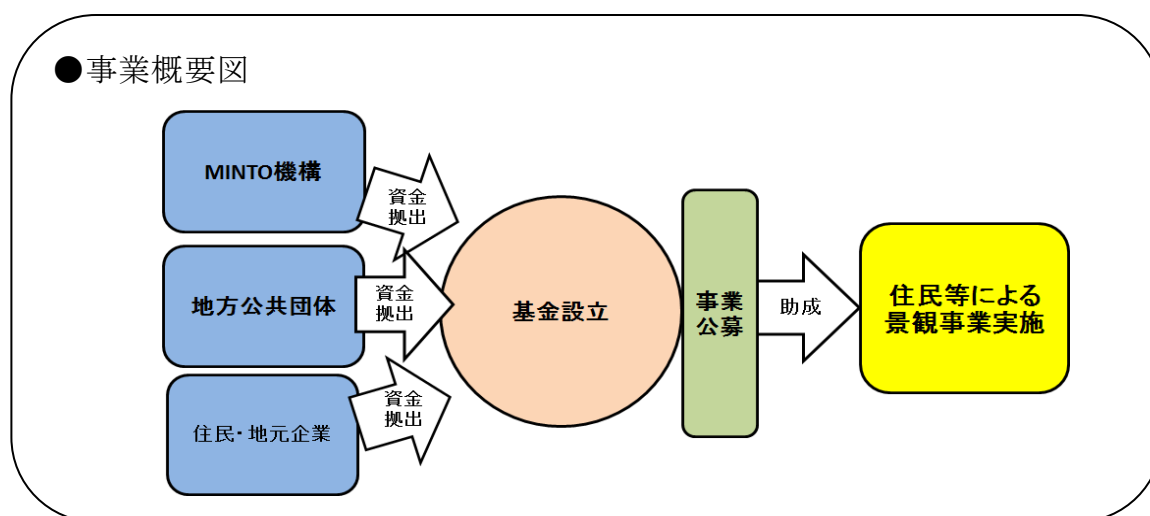 ●事業概要図
MINTO機構
資金
拠出
地方公共団体
資金
拠出
住民・地元企業
資金
拠出
基金設立
事業
公募
助成
住民等による
景観事業実施